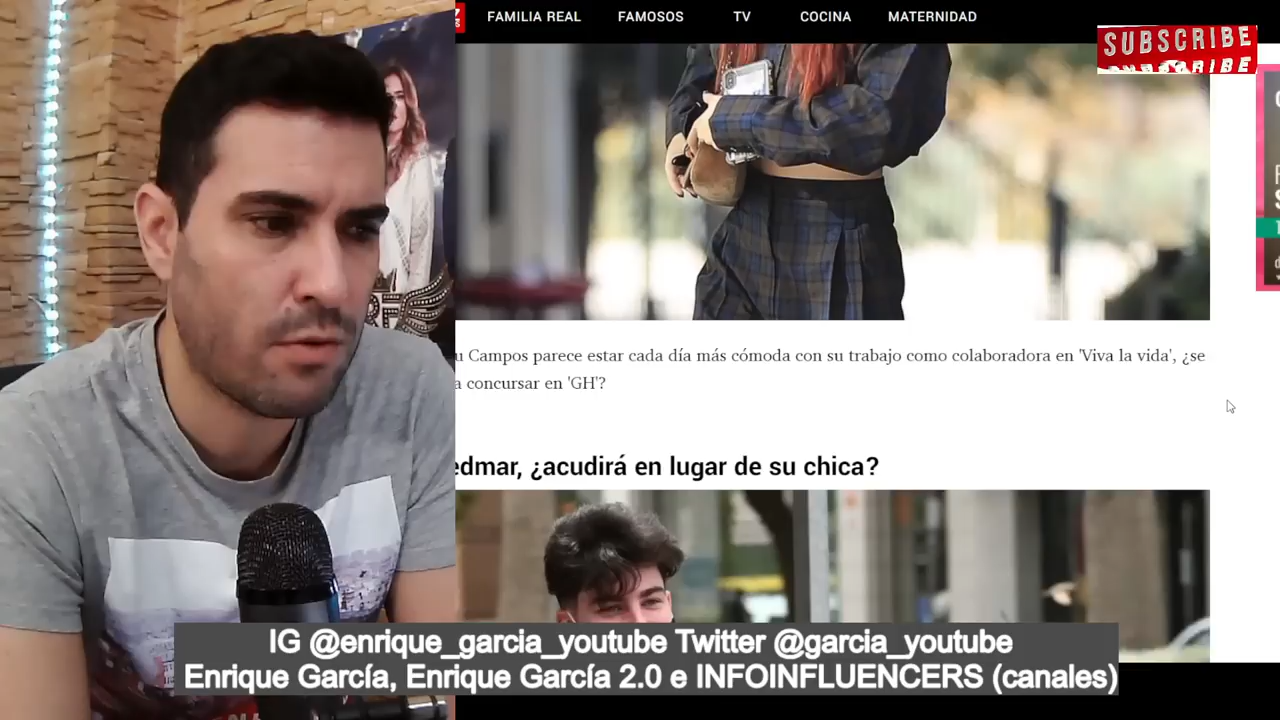 FAMILIA REAL FAMOSOS TV COCINA MATERNIDAD
SUBSCRIBE
u Campos parece estar cada día más cómoda con su trabajo como colaboradora en 'Viva la vida', ¿se
a concursar en 'GH'?
edmar, ¿acudirá en lugar de su chica?
IG @enrique_garcia_youtube Twitter @garcia_youtube
Enrique García, Enrique García 2.0 e INFOINFLUENCERS (canales)